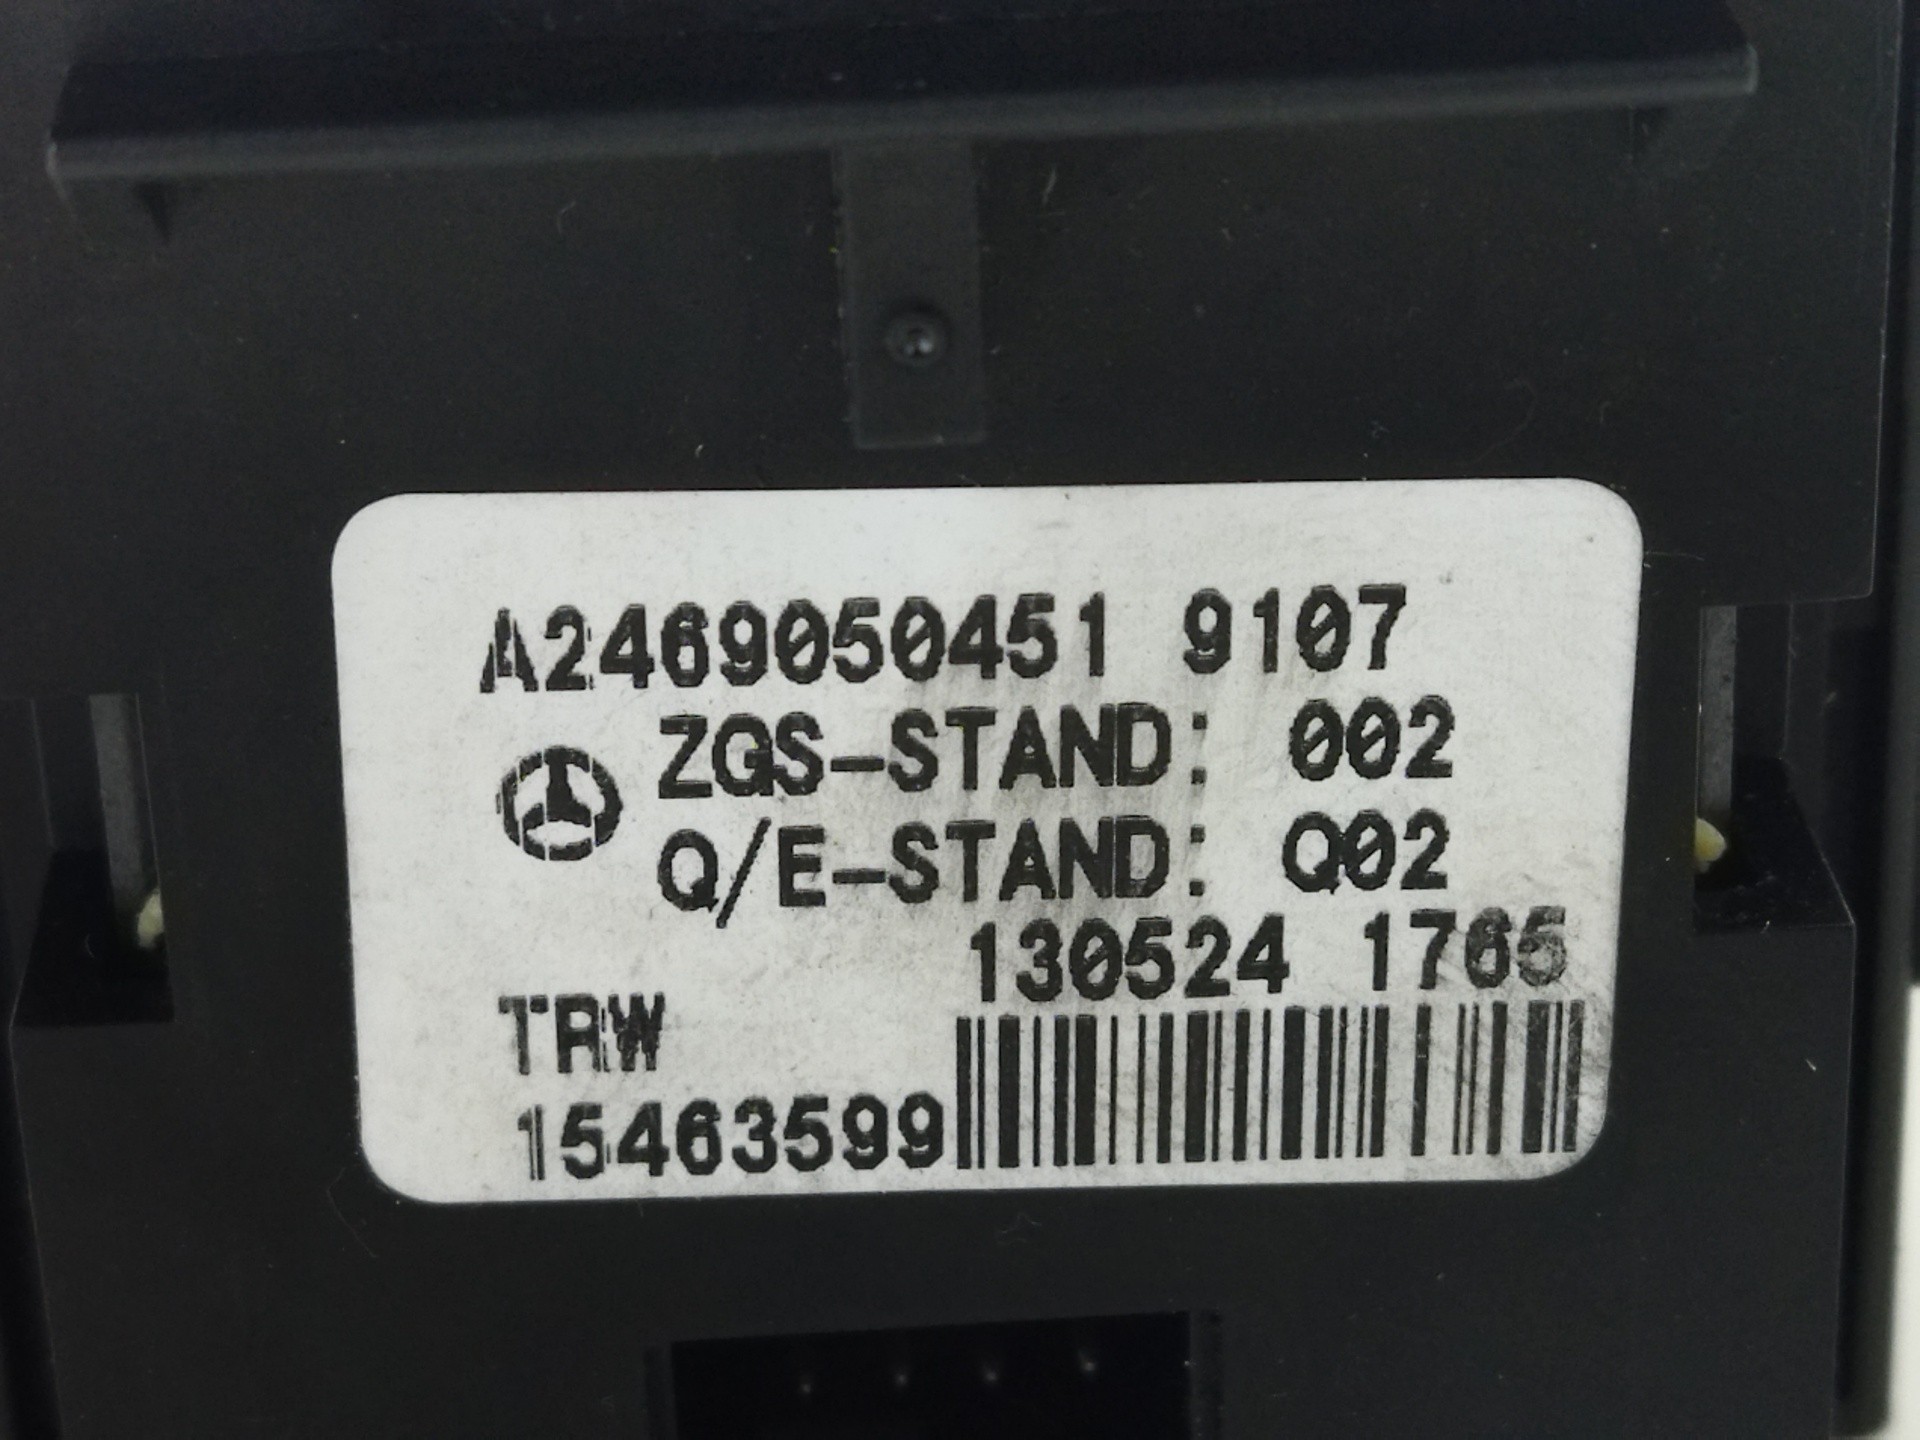 A2469050451 9107
ZGS-STAND: 002
Q/E-STAND: Q02
130524 1765
TRW
15463599